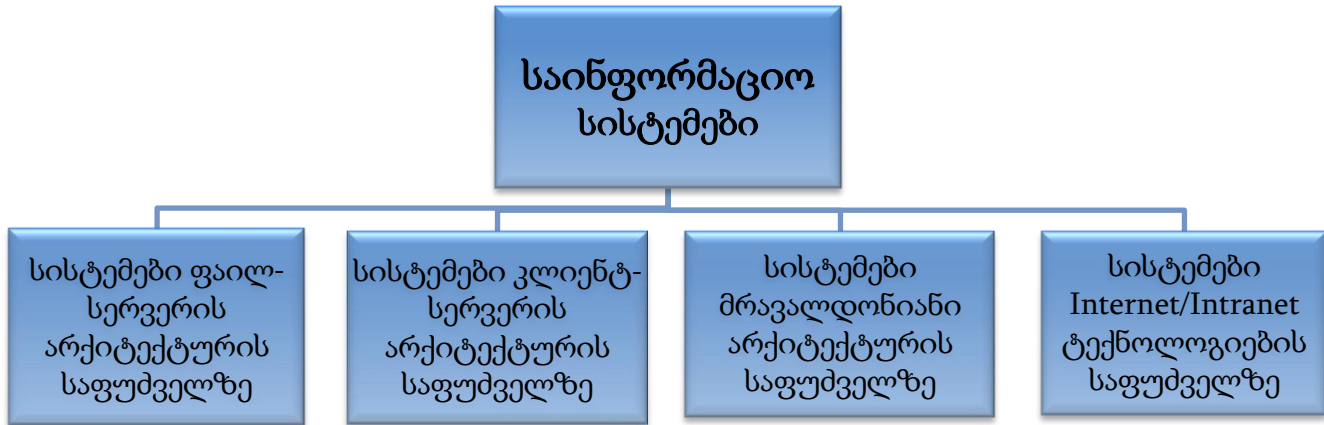 საინფორმაციო
სისტემები
სისტემები ფაილ-
სერვერის
არქიტექტურის
საფუძველზე
სისტემები კლიენტ-
სერვერის
არქიტექტურის
საფუძველზე
სისტემები
მრავალდონიანი
არქიტექტურის
საფუძველზე
სისტემები
Internet/Intranet
ტექნოლოგიების
საფუძველზე